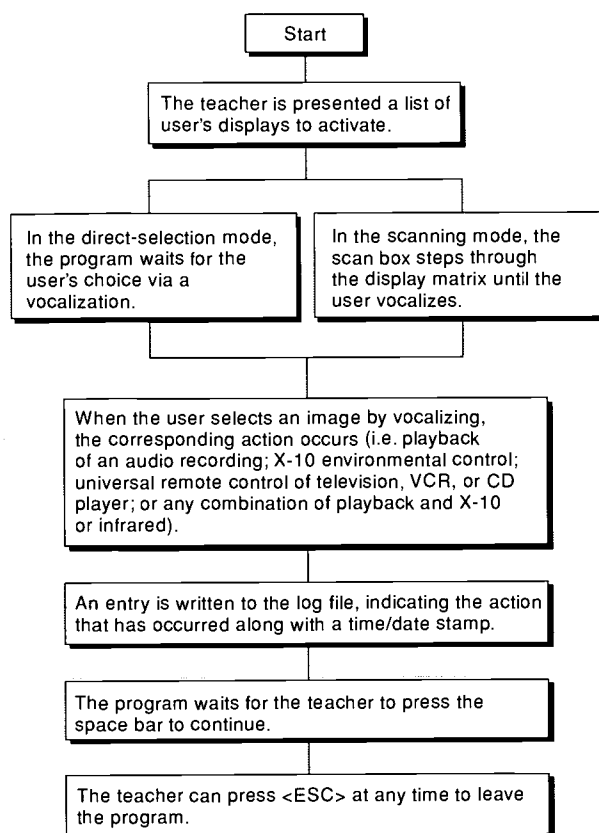 Start
The teacher is presented a list of
user's displays to activate.
In the direct-selection mode,
the program waits for the
user's choice via a
vocalization.
In the scanning mode, the
scan box steps through
the display matrix until the
user vocalizes.
When the user selects an image by vocalizing,
the corresponding action occurs (i.e. playback
of an audio recording; X-10 environmental control;
universal remote control of television, VCR, or CD
player; or any combination of playback and X-10
or infrared).
An entry is written to the log file, indicating the action
that has occurred along with a time/date stamp.
The program waits for the teacher to press the
space bar to continue.
The teacher can press <ESC> at any time to leave
the program.